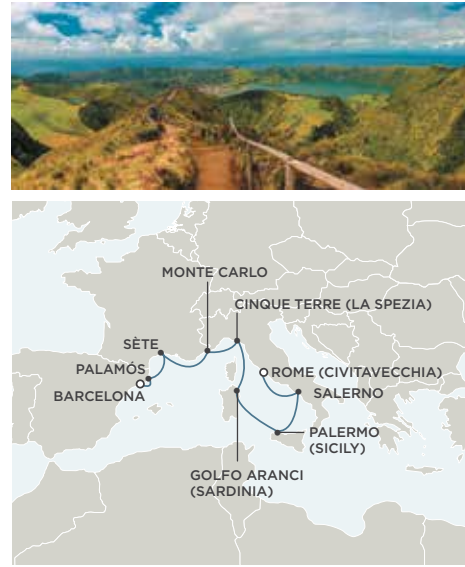 MONTE CARLO
CINQUE TERRE (LA SPEZIA)
SÈTE
PALAMÓS
BARCELONA
ROME (CIVITAVECCHIA)
SALERNO
PALERMO
(SICILY)
GOLFO ARANCI
(SARDINIA)